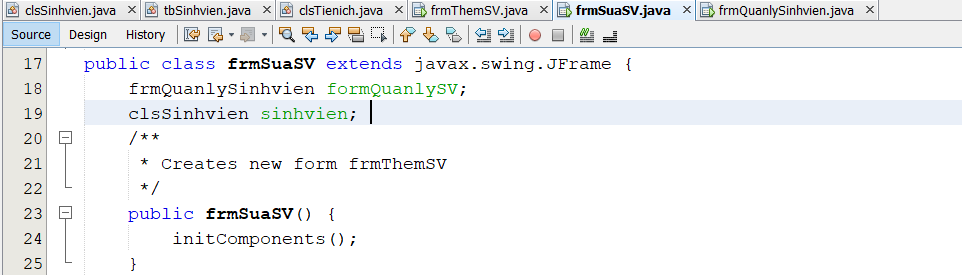 clsSinhvien.java tbSinhvien.java clsTienich.java frmThemSV.java frmSuaSV.java frmQuanlySinhvien.java
Source Design History
17 public class frmSuaSV extends javax.swing.JFrame {
18 frmQuanlySinhvien formQuanlySV;
19 clsSinhvien sinhvien;
20 /**
21 * Creates new form frmThemSV
22 */
23 public frmSuaSV() {
24 initComponents();
25 }